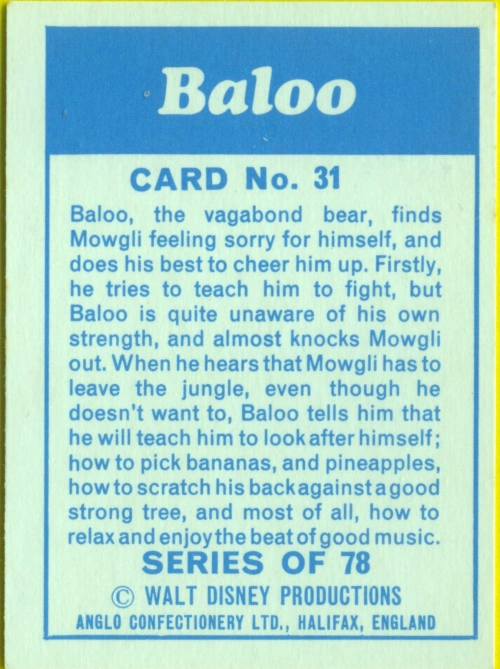 Baloo
CARD No. 31
Baloo, the vagabond bear, finds
Mowgli feeling sorry for himself, and
does his best to cheer him up. Firstly,
he tries to teach him to fight, but
Baloo is quite unaware of his own
strength, and almost knocks Mowgli
out. When he hears that Mowgli has to
leave the jungle, even though he
doesn't want to, Baloo tells him that
he will teach him to look after himself;
how to pick bananas, and pineapples,
how to scratch his back against a good
strong tree, and most of all, how to
relax and enjoy the beat of good music.
SERIES OF 78
© WALT DISNEY PRODUCTIONS
ANGLO CONFECTIONERY LTD., HALIFAX, ENGLAND